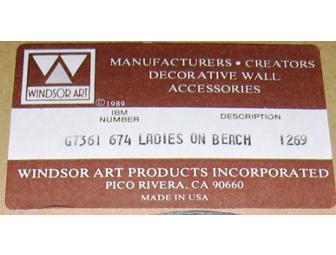 WINDSOR ART
MANUFACTURERS • CREATORS
DECORATIVE WALL
ACCESSORIES
©1989
IBM
NUMBER
DESCRIPTION
G7361 674 LADIES ON BEACH 1269
WINDSOR ART PRODUCTS INCORPORATED
PICO RIVERA, CA 90660
MADE IN USA